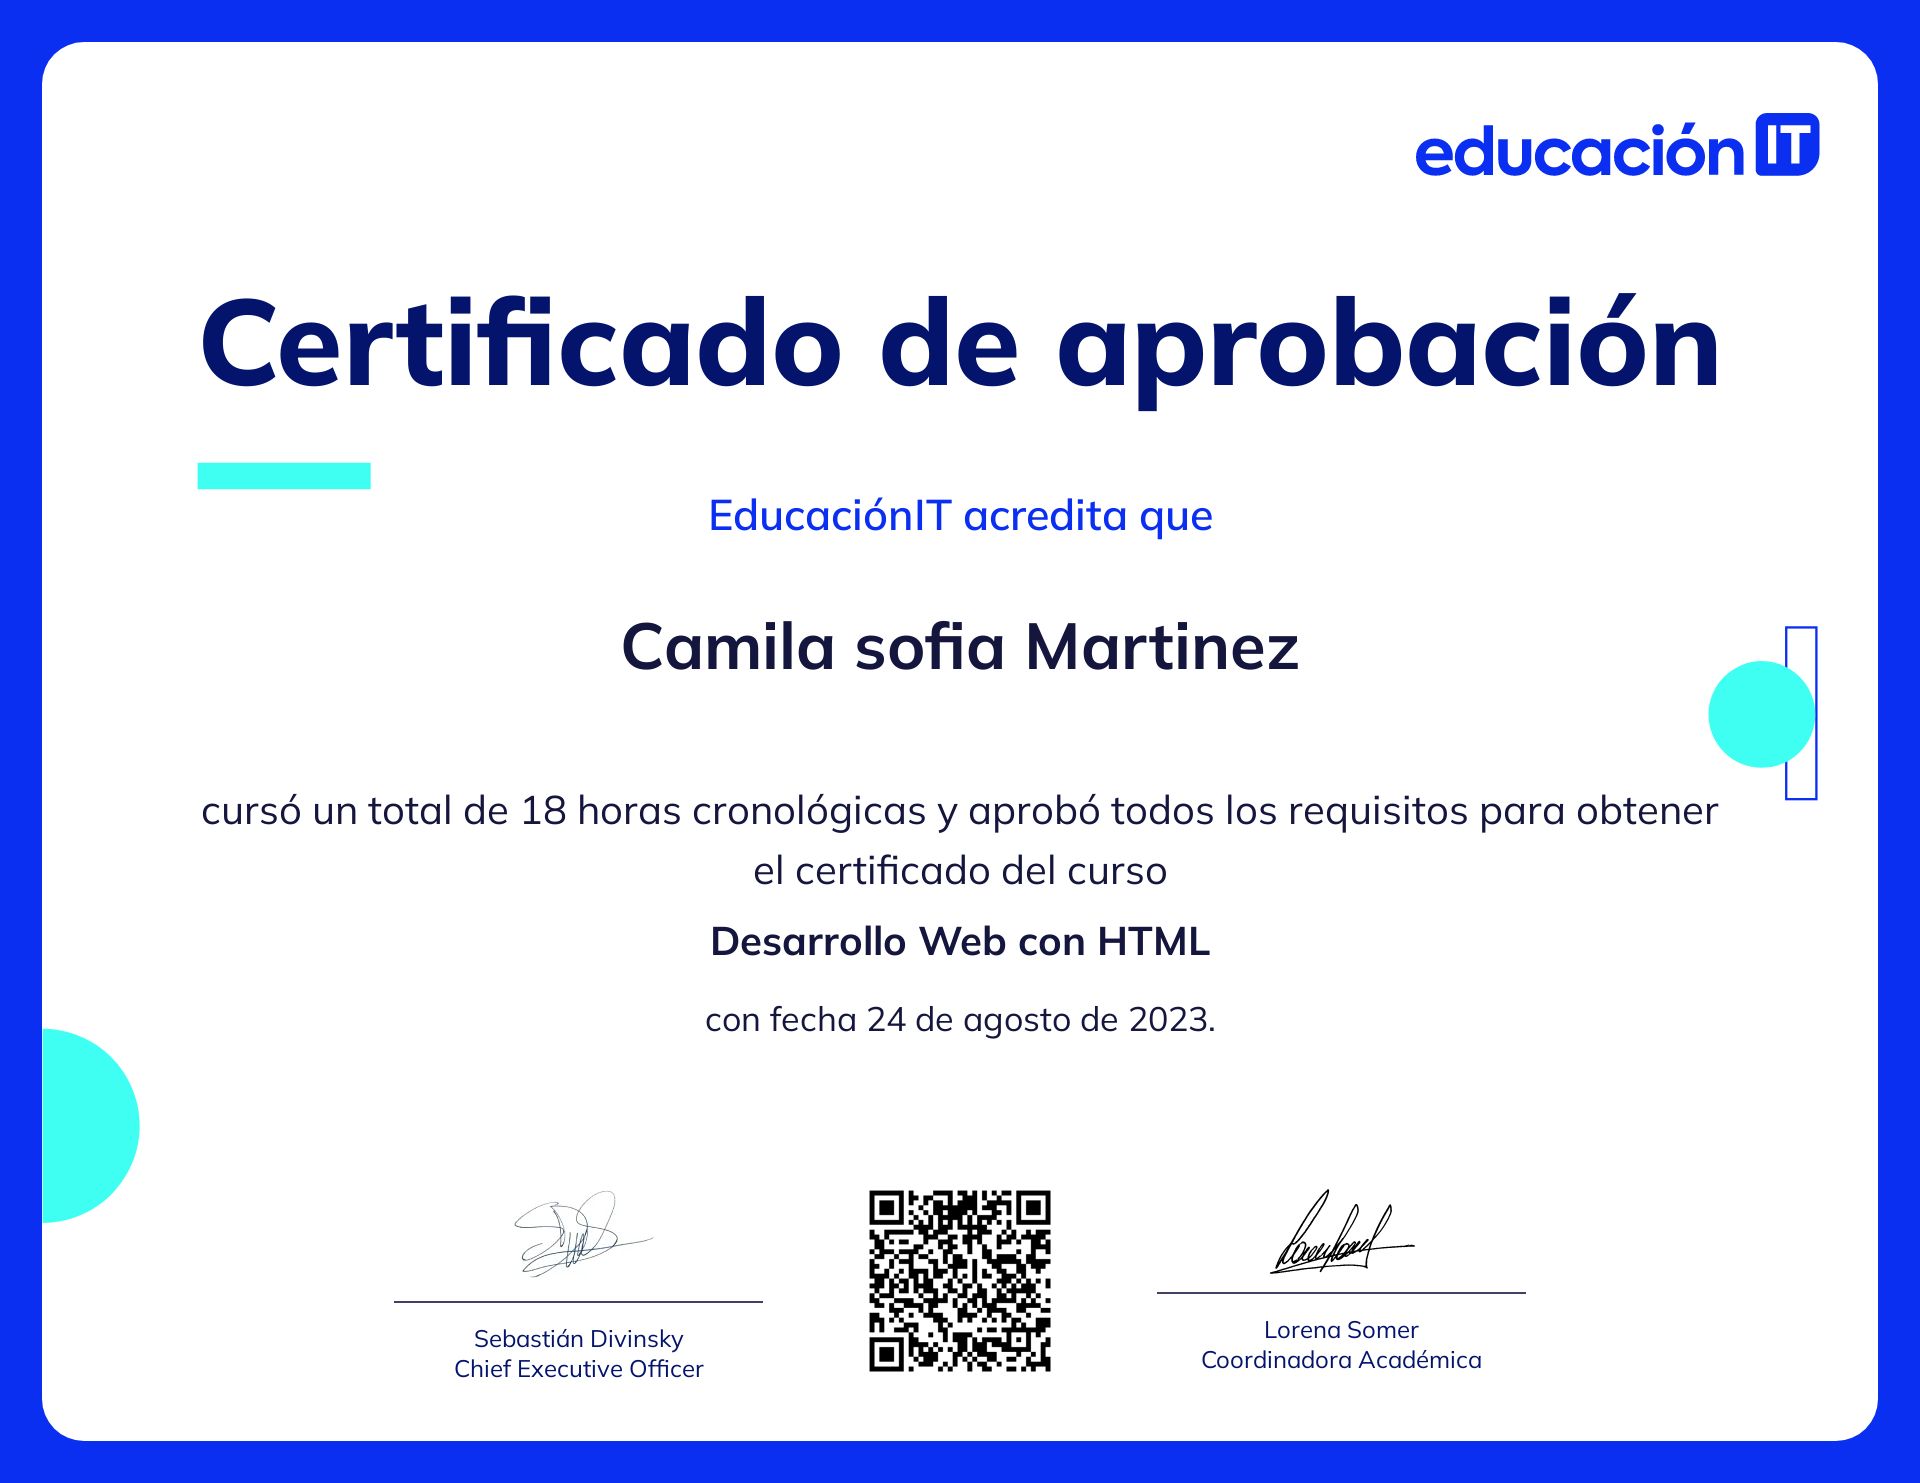 educación IT
Certificado de aprobación
EducaciónIT acredita que
Camila sofia Martinez
cursó un total de 18 horas cronológicas y aprobó todos los requisitos para obtener
el certificado del curso
Desarrollo Web con HTML
con fecha 24 de agosto de 2023.
Sebastián Divinsky
Chief Executive Officer
Lorena Somer
Coordinadora Académica